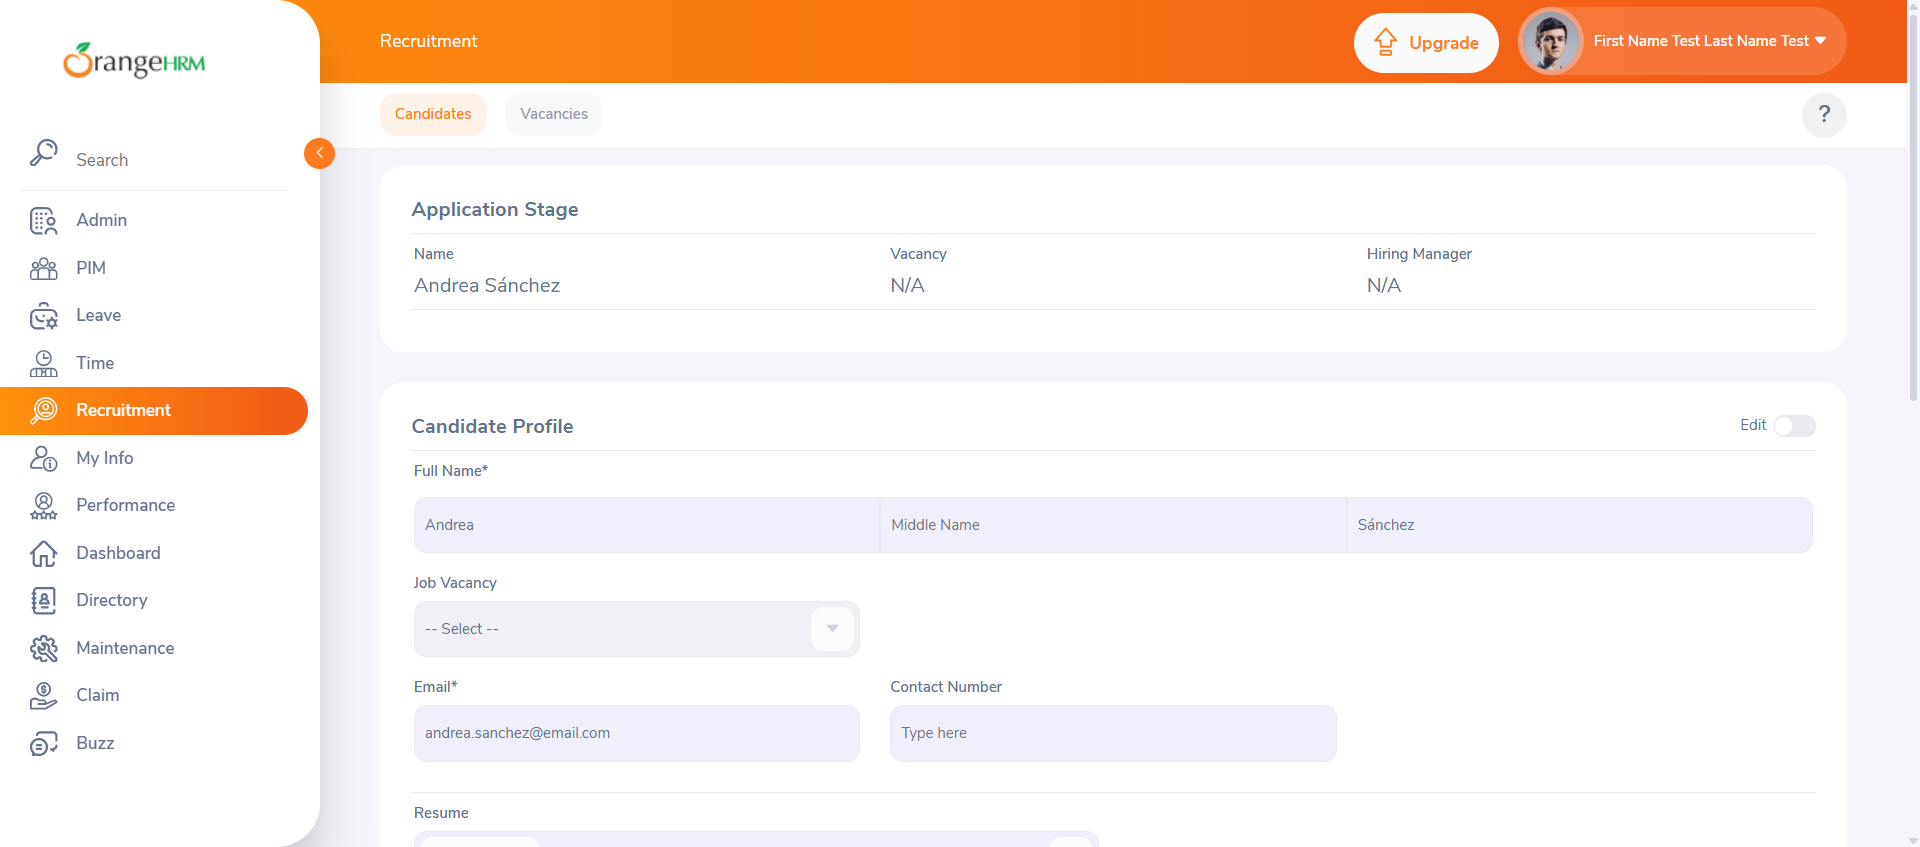 OrangeHRM
Recruitment
Upgrade
First Name Test Last Name Test
Candidates
Vacancies
?
Search
Admin
PIM
Leave
Time
Recruitment
My Info
Performance
Dashboard
Directory
Maintenance
Claim
Buzz
Application Stage
Name
Vacancy
Hiring Manager
Andrea Sánchez
N/A
N/A
Candidate Profile
Edit
Full Name*
Andrea
Middle Name
Sánchez
Job Vacancy
-- Select --
Email*
Contact Number
andrea.sanchez@email.com
Type here
Resume